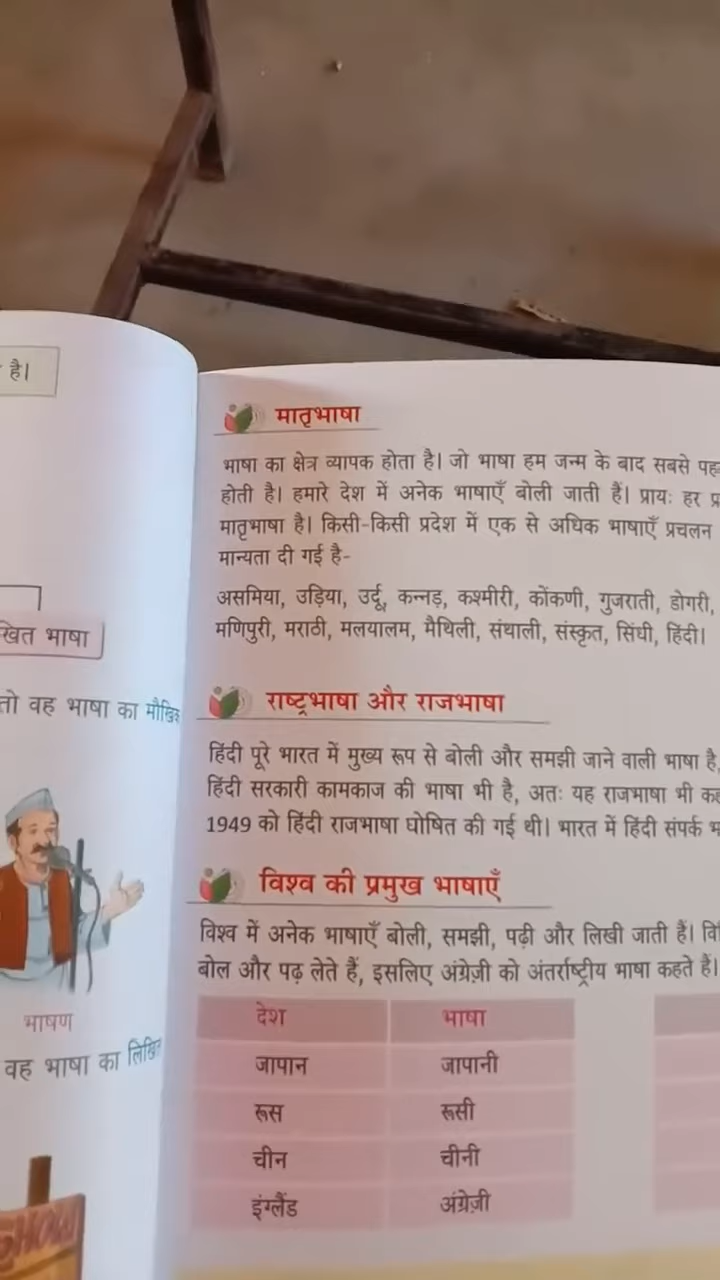 है।
खित भाषा
तो वह भाषा का मौखिक
भाषण
वह भाषा का लिखित
मातृभाषा
भाषा का क्षेत्र व्यापक होता है। जो भाषा हम जन्म के बाद सबसे
होती है। हमारे देश में अनेक भाषाएँ बोली जाती हैं। प्रायः हर
मातृभाषा है। किसी-किसी प्रदेश में एक से अधिक भाषाएँ प्रचलन
मान्यता दी गई है-
असमिया, उड़िया, उर्दू, कन्नड़, कश्मीरी, कोंकणी, गुजराती, डोगरी,
मणिपुरी, मराठी, मलयालम, मैथिली, संथाली, संस्कृत, सिंधी, हिंदी।
राष्ट्रभाषा और राजभाषा
हिंदी पूरे भारत में मुख्य रूप से बोली और समझी जाने वाली भाषा है,
हिंदी सरकारी कामकाज की भाषा भी है, अतः यह राजभाषा भी
1949 को हिंदी राजभाषा घोषित की गई थी। भारत में हिंदी संपर्क
विश्व की प्रमुख भाषाएँ
विश्व में अनेक भाषाएँ बोली, समझी, पढ़ी और लिखी जाती हैं।
बोल और पढ़ लेते हैं, इसलिए अंग्रेज़ी को अंतर्राष्ट्रीय भाषा कहते हैं।
देश भाषा
जापान जापानी
रूस रूसी
चीन चीनी
इंग्लैंड अंग्रेज़ी